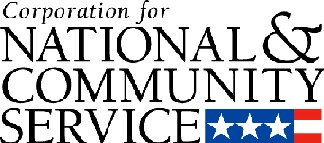 Corporation for
NATIONAL &
COMMUNITY
SERVICE